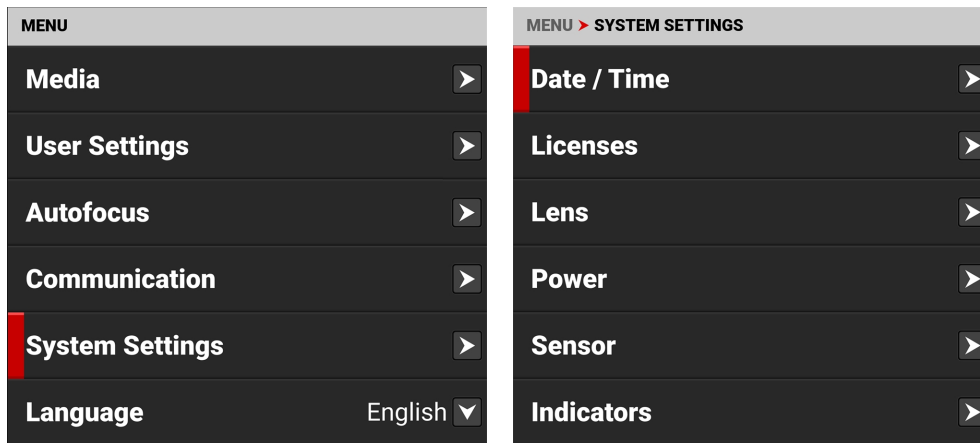 MENU
Media
User Settings
Autofocus
Communication
System Settings
Language English
MENU SYSTEM SETTINGS
Date / Time
Licenses
Lens
Power
Sensor
Indicators